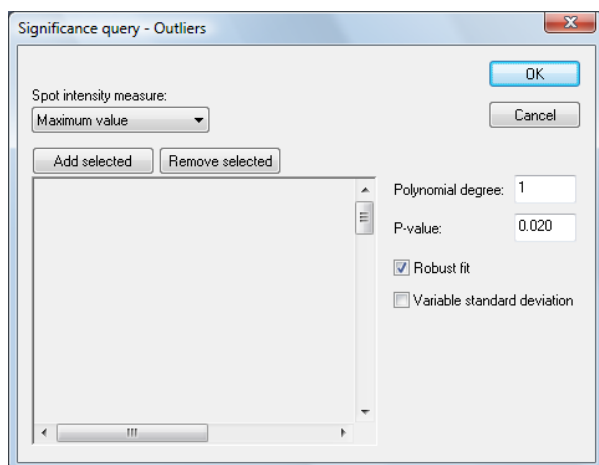 Significance query - Outliers
OK
Spot intensity measure:
Maximum value
Cancel
Add selected Remove selected
Polynomial degree: 1
P-value: 0.020
Robust fit
Variable standard deviation